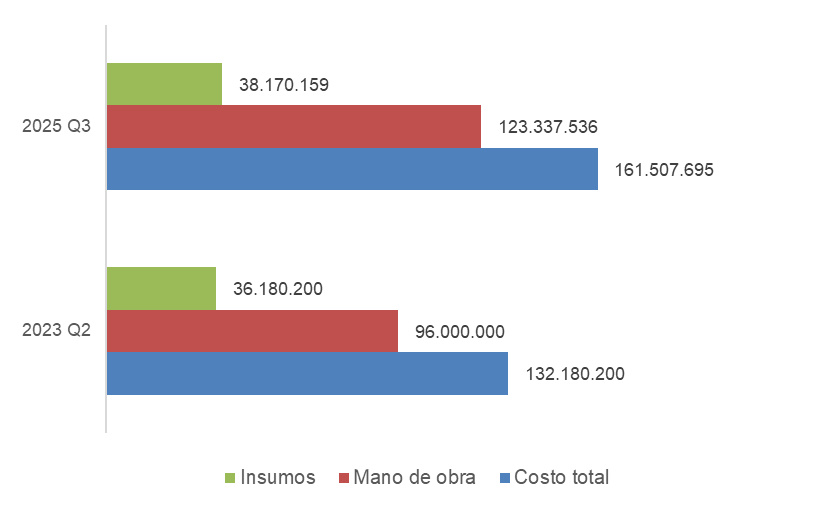 38.170.159
2025 Q3
123.337.536
161.507.695
36.180.200
2023 Q2
96.000.000
132.180.200
Insumos Mano de obra Costo total